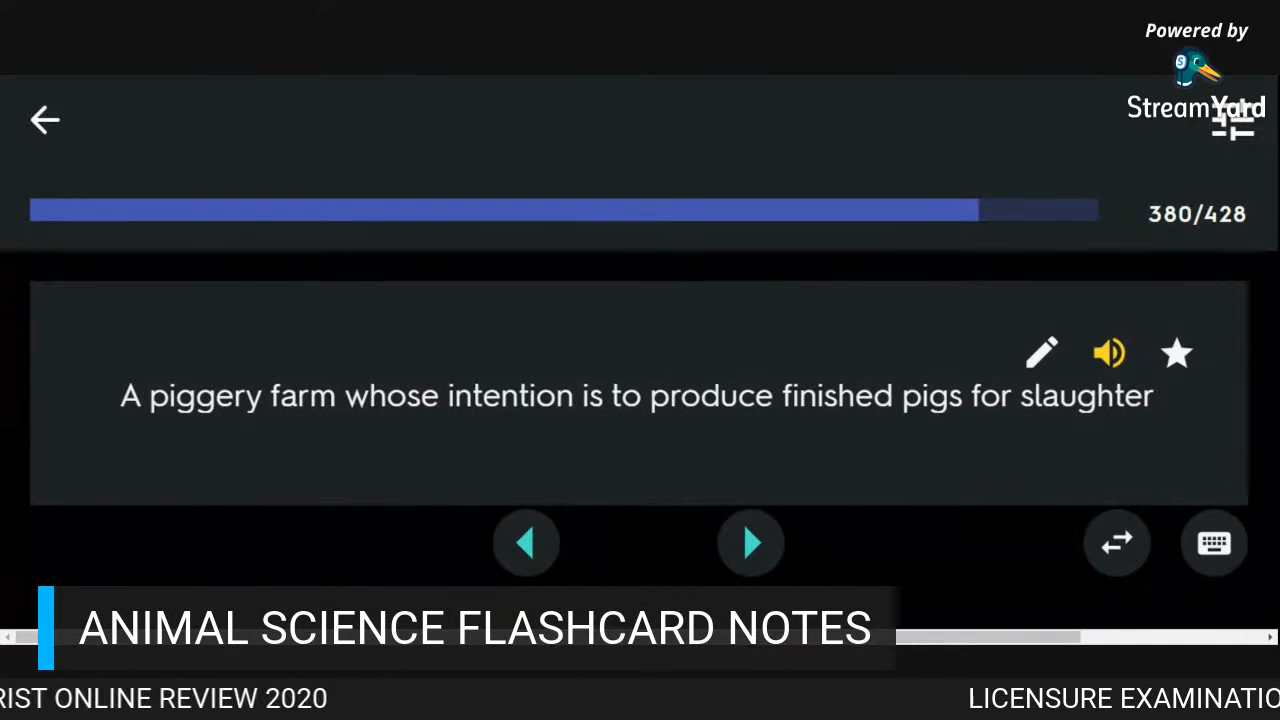 Powered by
StreamYard
380/428
A piggery farm whose intention is to produce finished pigs for slaughter
ANIMAL SCIENCE FLASHCARD NOTES
RIST ONLINE REVIEW 2020
LICENSURE EXAMINATIO